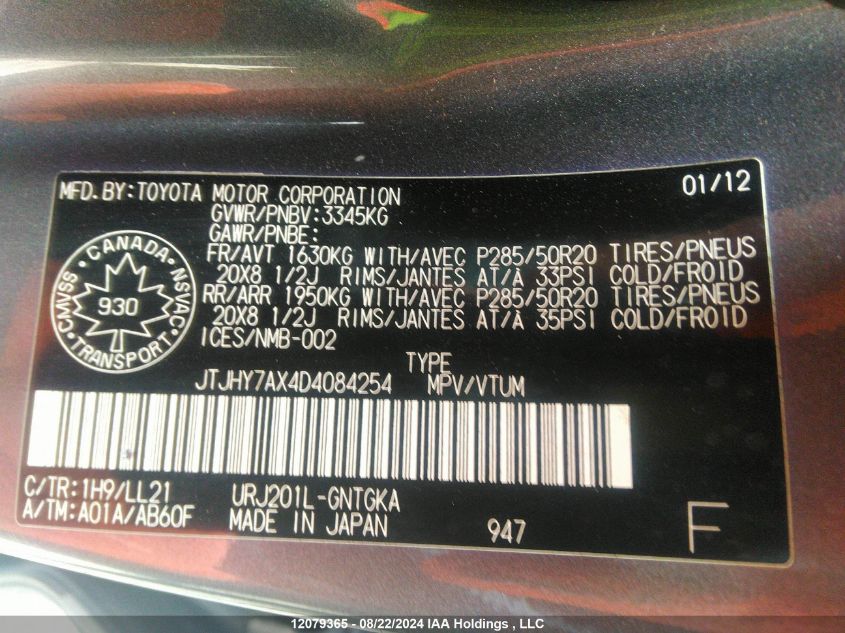 MFD.BY:TOYOTA MOTOR CORPORATION 01/12
GVWR/PNBV:3345KG
GAWR/PNBE:
FR/AVT 1630KG WITH/AVEC P285/50R20 TIRES/PNEUS
20X8 1/2J RIMS/JANTES AT/À 33PSI COLD/FROID
RR/ARR 1950KG WITH/AVEC P285/50R20 TIRES/PNEUS
20X8 1/2J RIMS/JANTES AT/À 35PSI COLD/FROID
ICES/NMB-002
CANADA
CMVSS 930 NSVAC
TRANSPORT
TYPE
JTJHY7AX4D4084254 MPV/VTUM
C/TR:1H9/LL21 URJ201L-GNTGKA
A/TM:A01A/AB60F MADE IN JAPAN 947 F
12079365 - 08/22/2024 IAA Holdings , LLC